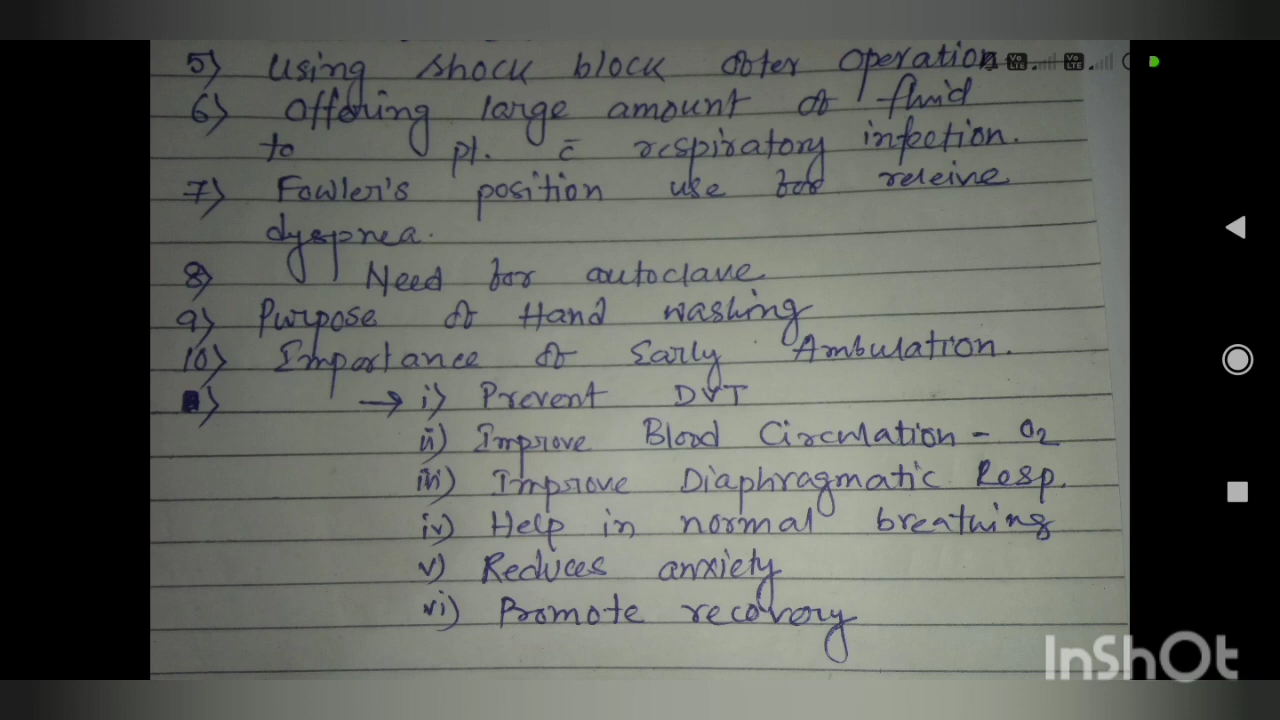 5) Using shock block after operation
6) Offering large amount of fluid
to pt. c̄ respiratory infection.
7) Fowler's position use for releive
dyspnea.
8) Need for autoclave
9) Purpose of Hand washing
10) Importance of Early Ambulation.
→ i) Prevent DVT
ii) Improve Blood Circulation - O2
iii) Improve Diaphragmatic Resp.
iv) Help in normal breathing
v) Reduces anxiety
vi) Promote recovery
InShOt